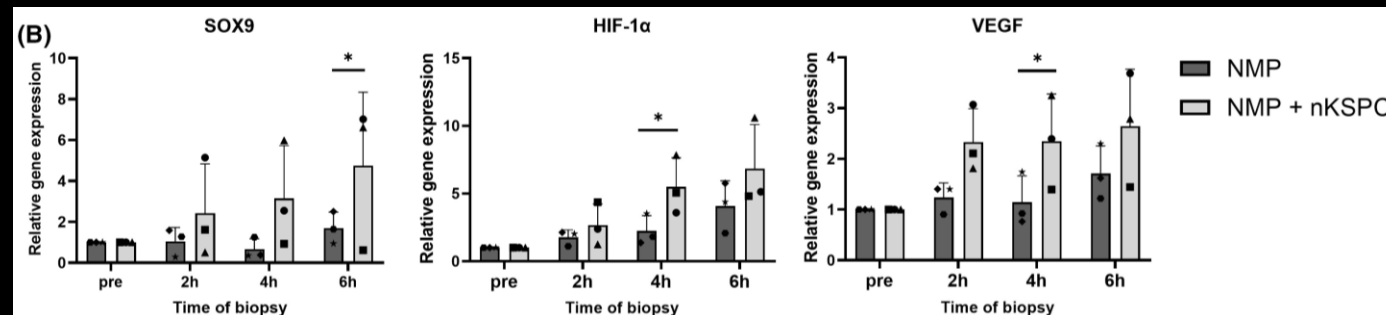 (B)
SOX9
Relative gene expression
10
8
6
4
2
0
*
pre 2h 4h 6h
Time of biopsy
HIF-1α
Relative gene expression
15
10
5
0
*
pre 2h 4h 6h
Time of biopsy
VEGF
Relative gene expression
4
3
2
1
0
*
pre 2h 4h 6h
Time of biopsy
NMP
NMP + nKSPC